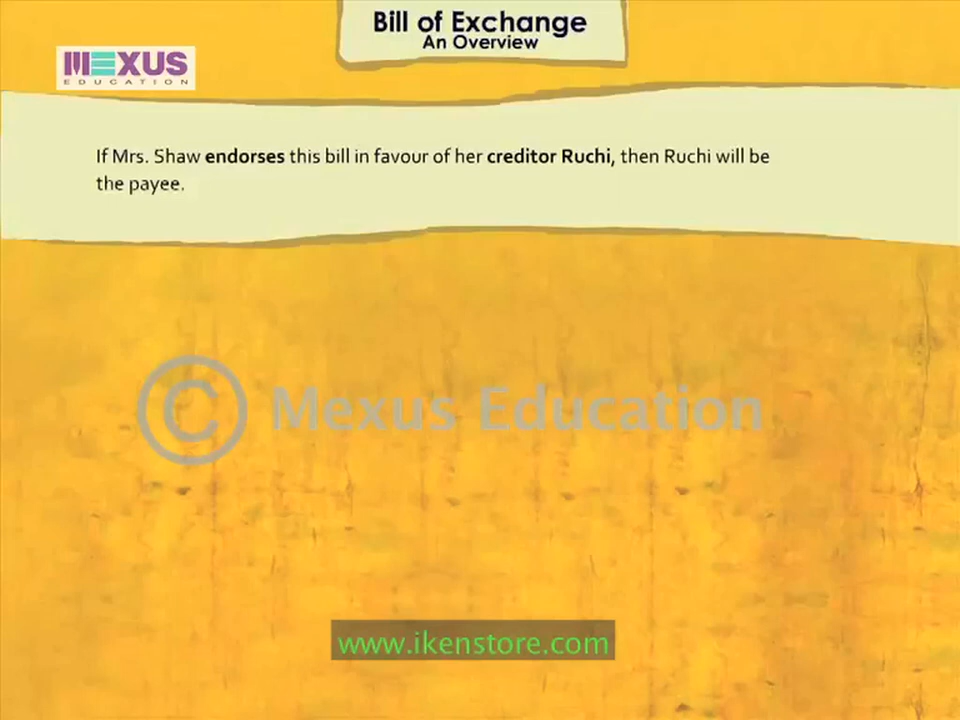 Bill of Exchange
An Overview
MEXUS
EDUCATION
If Mrs. Shaw endorses this bill in favour of her creditor Ruchi, then Ruchi will be
the payee.
© Mexus Education
www.ikenstore.com